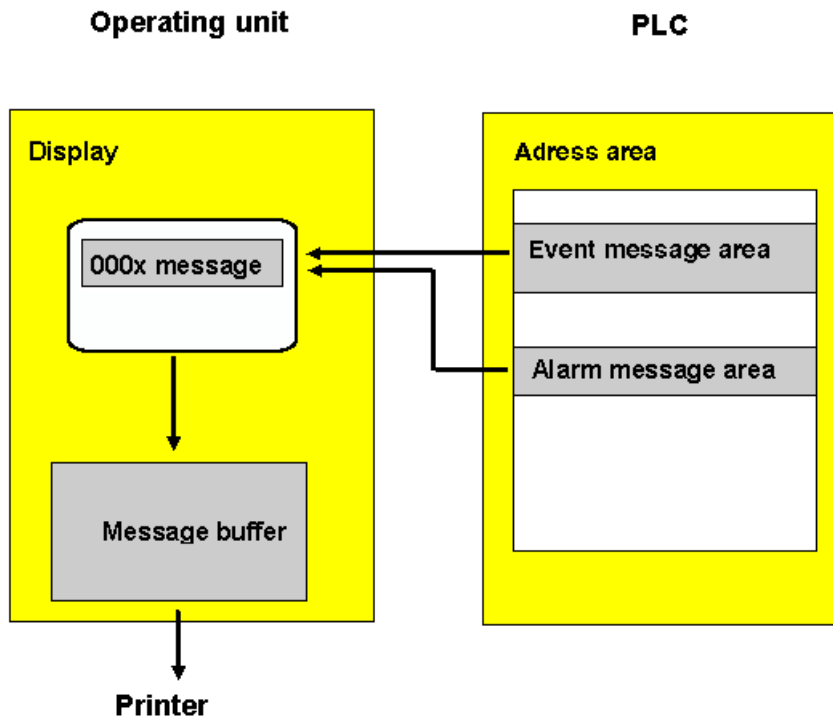 Operating unit
PLC
Display
Adress area
000x message
Event message area
Alarm message area
Message buffer
Printer